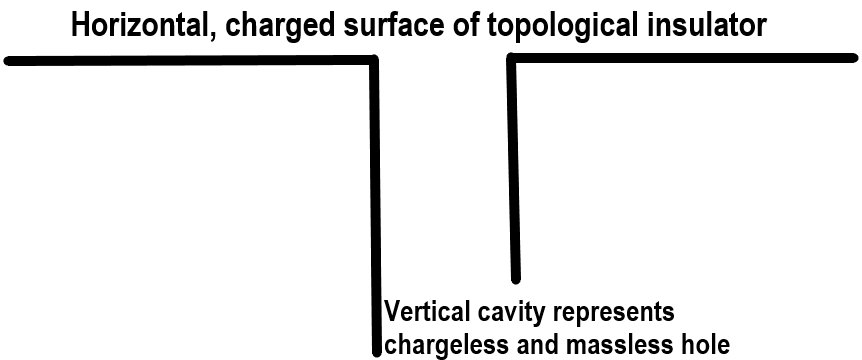 Horizontal, charged surface of topological insulator
Vertical cavity represents
chargeless and massless hole